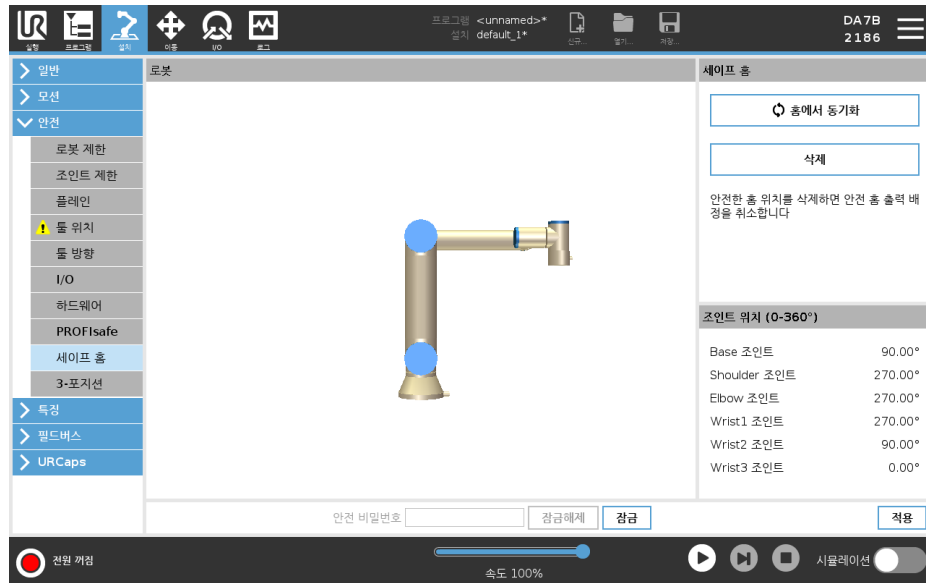 UR
실행
프로그램
설치
이동
I/O
로그
프로그램 <unnamed>*
설치 default_1*
신규...
열기...
저장...
DA7B
2186
일반
모션
안전
로봇 제한
조인트 제한
플레인
툴 위치
툴 방향
I/O
하드웨어
PROFIsafe
세이프 홈
3-포지션
특징
필드버스
URCaps
로봇
세이프 홈
홈에서 동기화
삭제
안전한 홈 위치를 삭제하면 안전 홈 출력 배
정을 취소합니다
조인트 위치 (0-360°)
Base 조인트 90.00°
Shoulder 조인트 270.00°
Elbow 조인트 270.00°
Wrist1 조인트 270.00°
Wrist2 조인트 90.00°
Wrist3 조인트 0.00°
안전 비밀번호 잠금해제 잠금 적용
전원 꺼짐
속도 100%
시뮬레이션